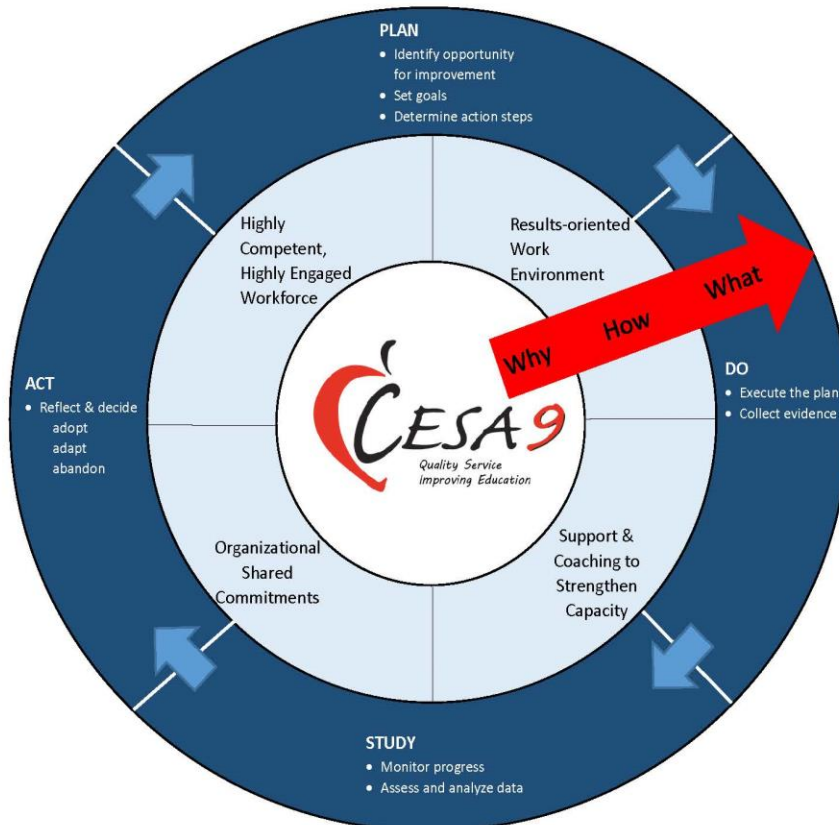 PLAN
• Identify opportunity
for improvement
• Set goals
• Determine action steps
Highly
Competent,
Highly Engaged
Workforce
Results-oriented
Work
Environment
Why How What
ACT
• Reflect & decide
adopt
adapt
abandon
CESA 9
Quality Service
Improving Education
DO
• Execute the plan
• Collect evidence
Organizational
Shared
Commitments
Support &
Coaching to
Strengthen
Capacity
STUDY
• Monitor progress
• Assess and analyze data